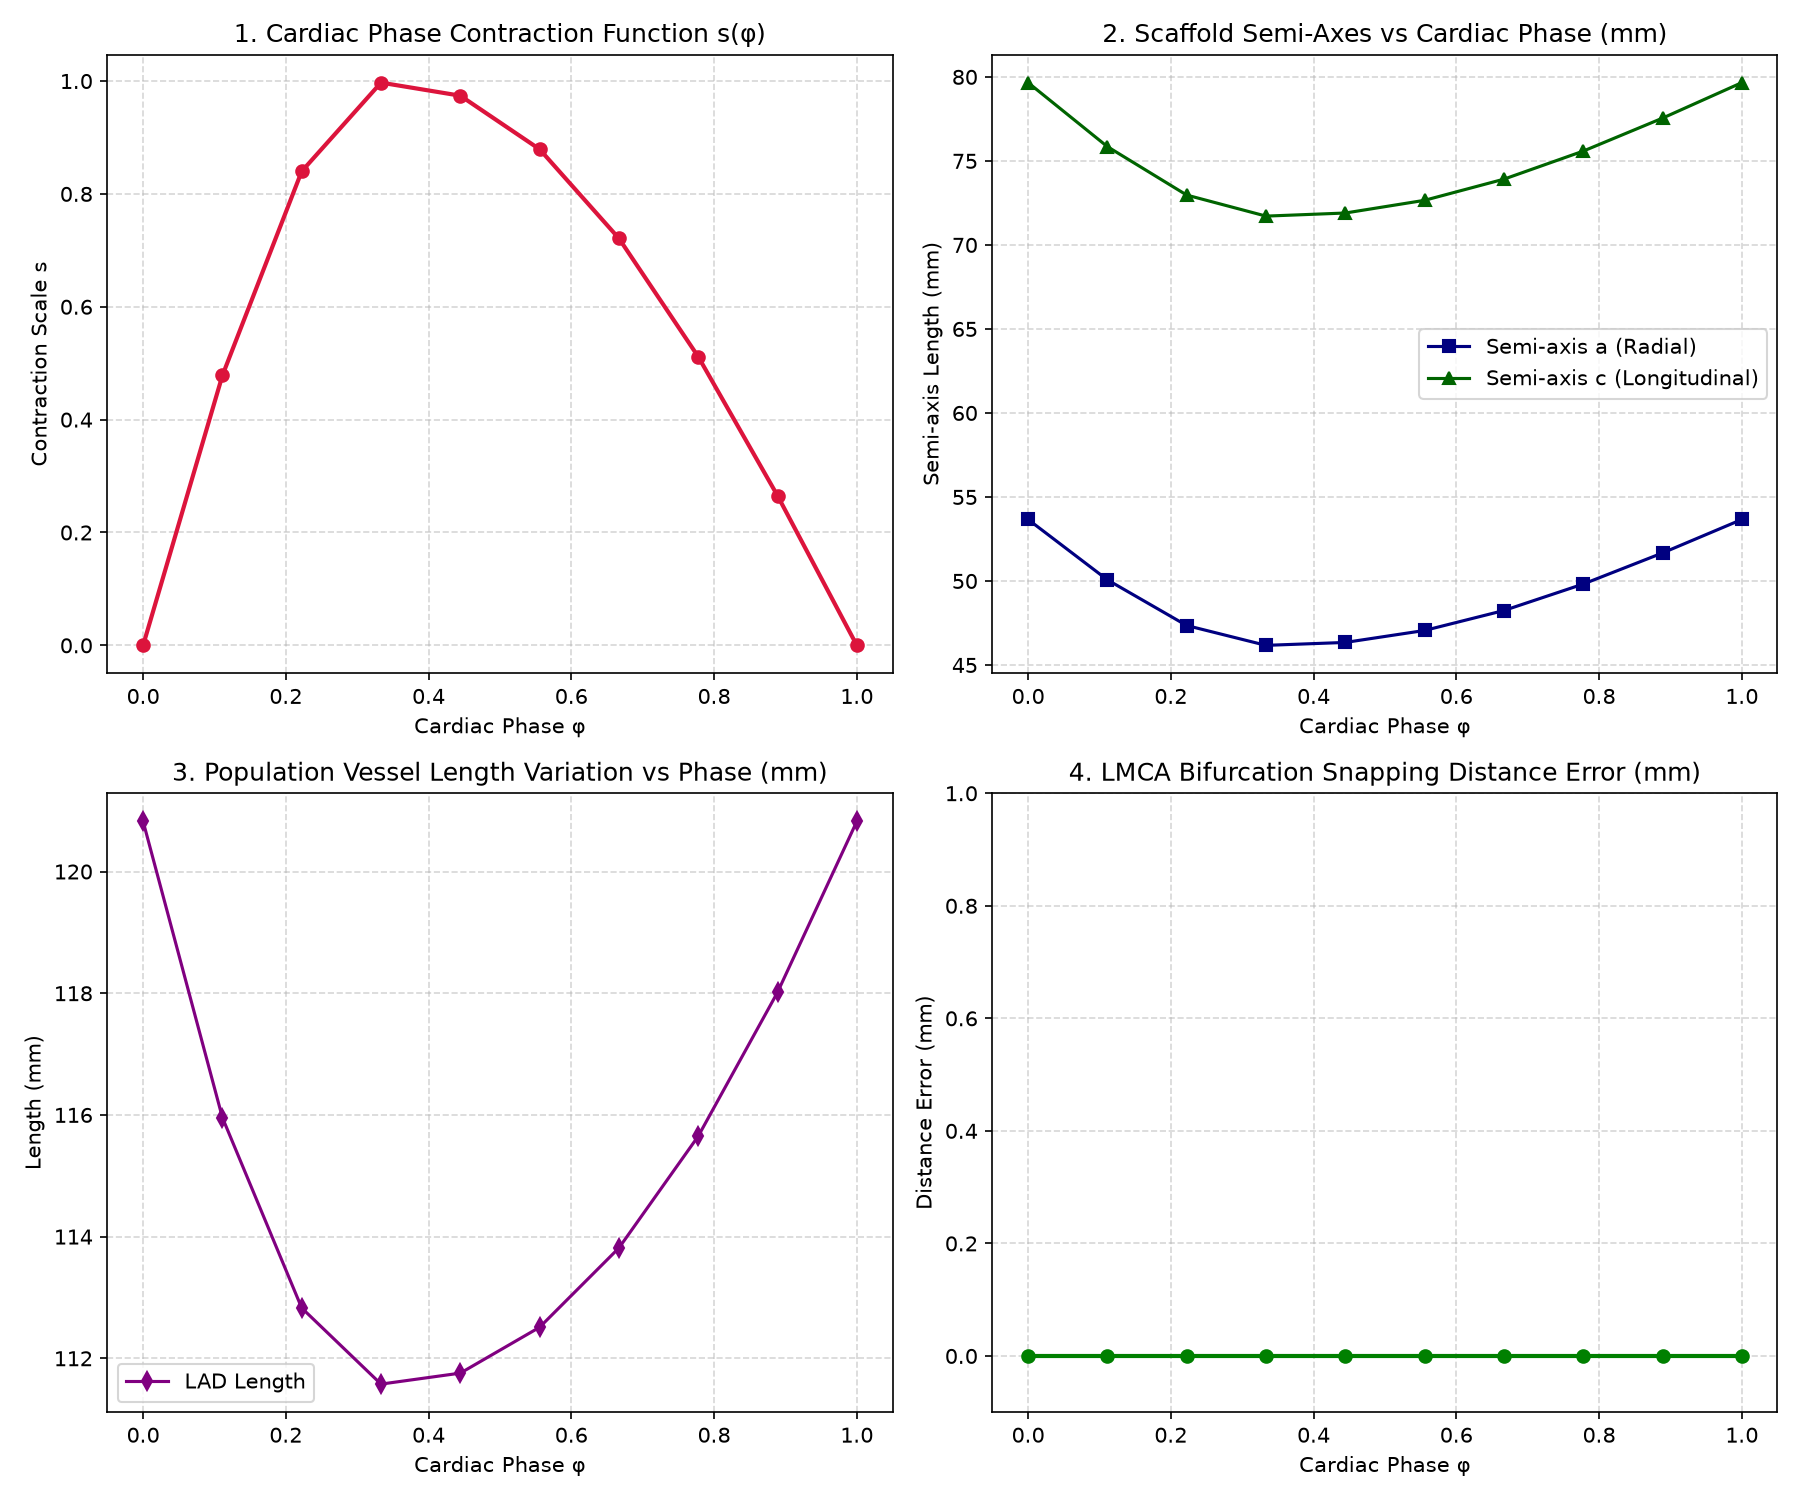 1. Cardiac Phase Contraction Function s(φ)
Contraction Scale s
1.0
0.8
0.6
0.4
0.2
0.0
0.0 0.2 0.4 0.6 0.8 1.0
Cardiac Phase φ
2. Scaffold Semi-Axes vs Cardiac Phase (mm)
Semi-axis Length (mm)
80
75
70
65
60
55
50
45
Semi-axis a (Radial)
Semi-axis c (Longitudinal)
0.0 0.2 0.4 0.6 0.8 1.0
Cardiac Phase φ
3. Population Vessel Length Variation vs Phase (mm)
Length (mm)
120
118
116
114
112
LAD Length
0.0 0.2 0.4 0.6 0.8 1.0
Cardiac Phase φ
4. LMCA Bifurcation Snapping Distance Error (mm)
Distance Error (mm)
1.0
0.8
0.6
0.4
0.2
0.0
0.0 0.2 0.4 0.6 0.8 1.0
Cardiac Phase φ